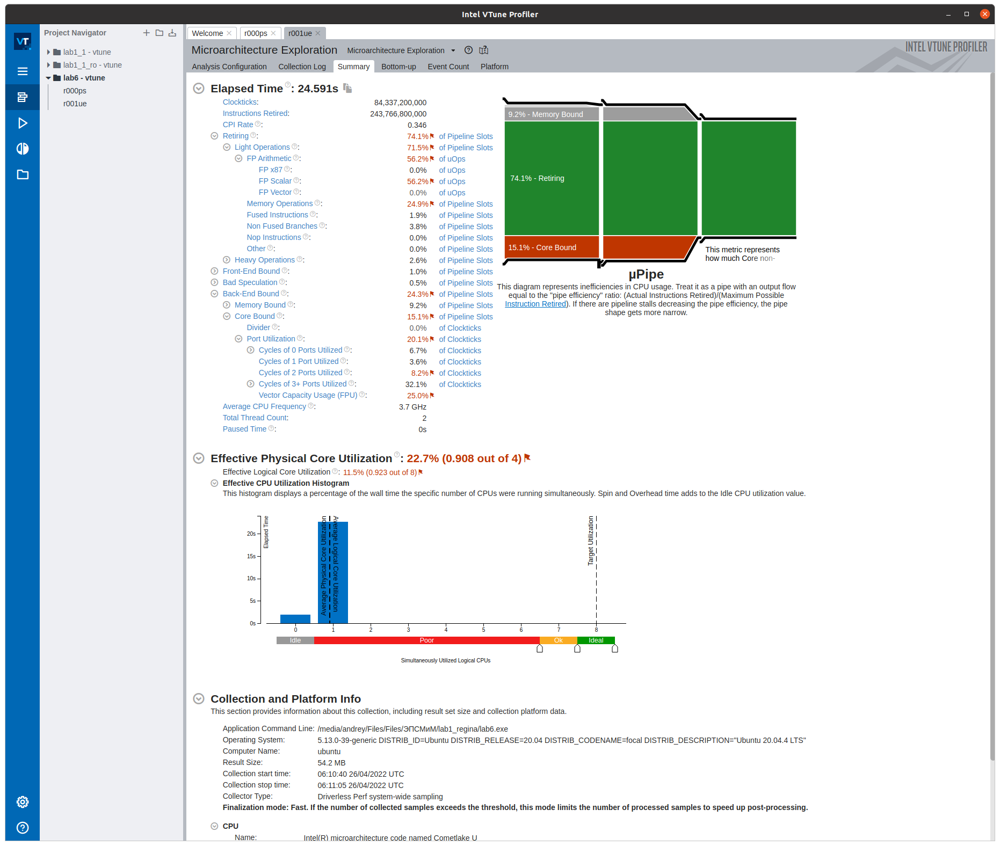 Intel VTune Profiler
VT
Project Navigator
lab1_1 - vtune
lab1_1_ro - vtune
lab6 - vtune
r000ps
r001ue
Welcome
r000ps
r001ue
Microarchitecture Exploration
Microarchitecture Exploration
INTEL VTUNE PROFILER
Analysis Configuration
Collection Log
Summary
Bottom-up
Event Count
Platform
Elapsed Time: 24.591s
Clockticks: 84,337,200,000
Instructions Retired: 243,766,800,000
CPI Rate: 0.346
Retiring: 74.1% of Pipeline Slots
Light Operations: 71.5% of Pipeline Slots
FP Arithmetic: 56.2% of uOps
FP x87: 0.0% of uOps
FP Scalar: 56.2% of uOps
FP Vector: 0.0% of uOps
Memory Operations: 24.9% of Pipeline Slots
Fused Instructions: 1.9% of Pipeline Slots
Non Fused Branches: 3.8% of Pipeline Slots
Nop Instructions: 0.0% of Pipeline Slots
Other: 0.0% of Pipeline Slots
Heavy Operations: 2.6% of Pipeline Slots
Front-End Bound: 1.0% of Pipeline Slots
Bad Speculation: 0.5% of Pipeline Slots
Back-End Bound: 24.3% of Pipeline Slots
Memory Bound: 9.2% of Pipeline Slots
Core Bound: 15.1% of Pipeline Slots
Divider: 0.0% of Clockticks
Port Utilization: 20.1% of Clockticks
Cycles of 0 Ports Utilized: 6.7% of Clockticks
Cycles of 1 Port Utilized: 3.6% of Clockticks
Cycles of 2 Ports Utilized: 8.2% of Clockticks
Cycles of 3+ Ports Utilized: 32.1% of Clockticks
Vector Capacity Usage (FPU): 25.0%
Average CPU Frequency: 3.7 GHz
Total Thread Count: 2
Paused Time: 0s
9.2% - Memory Bound
74.1% - Retiring
15.1% - Core Bound
This metric represents
how much Core non-
µPipe
This diagram represents inefficiencies in CPU usage. Treat it as a pipe with an output flow
equal to the "pipe efficiency" ratio: (Actual Instructions Retired)/(Maximum Possible
Instruction Retired). If there are pipeline stalls decreasing the pipe efficiency, the pipe
shape gets more narrow.
Effective Physical Core Utilization: 22.7% (0.908 out of 4)
Effective Logical Core Utilization: 11.5% (0.923 out of 8)
Effective CPU Utilization Histogram
This histogram displays a percentage of the wall time the specific number of CPUs were running simultaneously. Spin and Overhead time adds to the Idle CPU utilization value.
Elapsed Time
20s
15s
10s
5s
0s
Average Physical Core Utilization
Average Logical Core Utilization
Target Utilization
0 1 2 3 4 5 6 7 8
Idle Poor Ok Ideal
Simultaneously Utilized Logical CPUs
Collection and Platform Info
This section provides information about this collection, including result set size and collection platform data.
Application Command Line: /media/andrey/Files/Files/ЭПСМиМ/lab1_regina/lab6.exe
Operating System: 5.13.0-39-generic DISTRIB_ID=Ubuntu DISTRIB_RELEASE=20.04 DISTRIB_CODENAME=focal DISTRIB_DESCRIPTION="Ubuntu 20.04.4 LTS"
Computer Name: ubuntu
Result Size: 54.2 MB
Collection start time: 06:10:40 26/04/2022 UTC
Collection stop time: 06:11:05 26/04/2022 UTC
Collector Type: Driverless Perf system-wide sampling
Finalization mode: Fast. If the number of collected samples exceeds the threshold, this mode limits the number of processed samples to speed up post-processing.
CPU
Name: Intel(R) microarchitecture code named Cometlake U